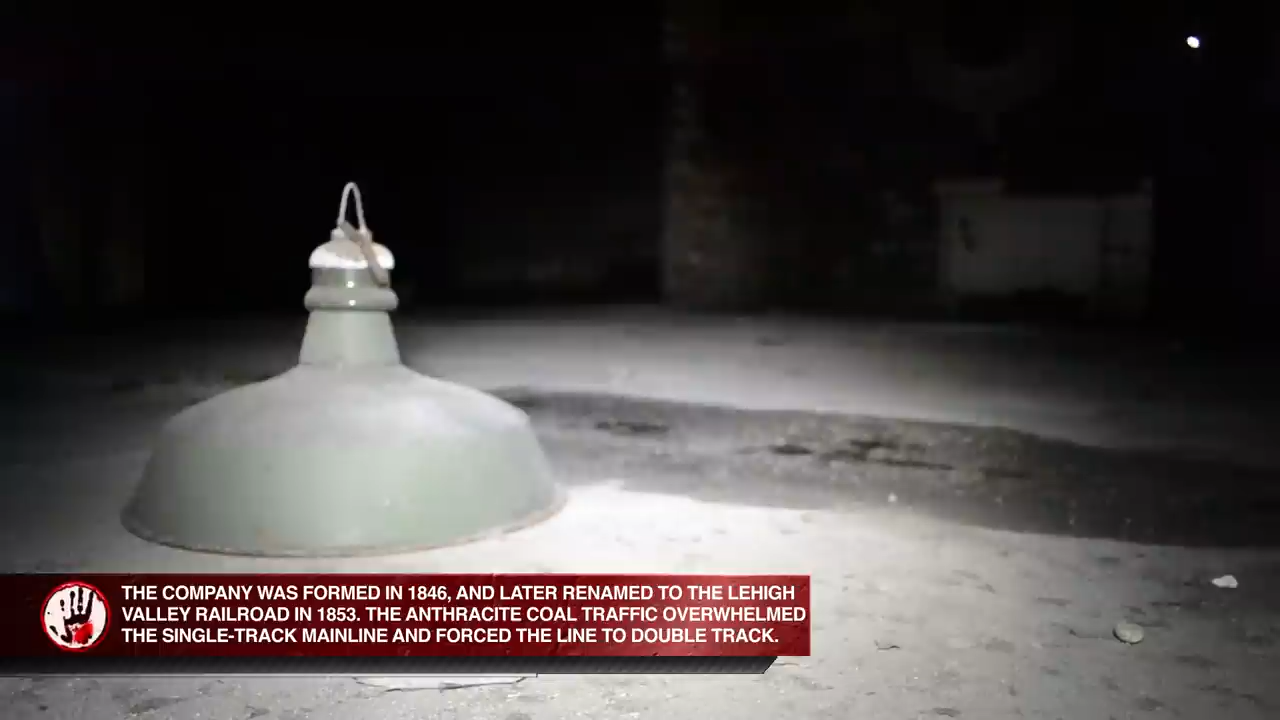 THE COMPANY WAS FORMED IN 1846, AND LATER RENAMED TO THE LEHIGH
VALLEY RAILROAD IN 1853. THE ANTHRACITE COAL TRAFFIC OVERWHELMED
THE SINGLE-TRACK MAINLINE AND FORCED THE LINE TO DOUBLE TRACK.